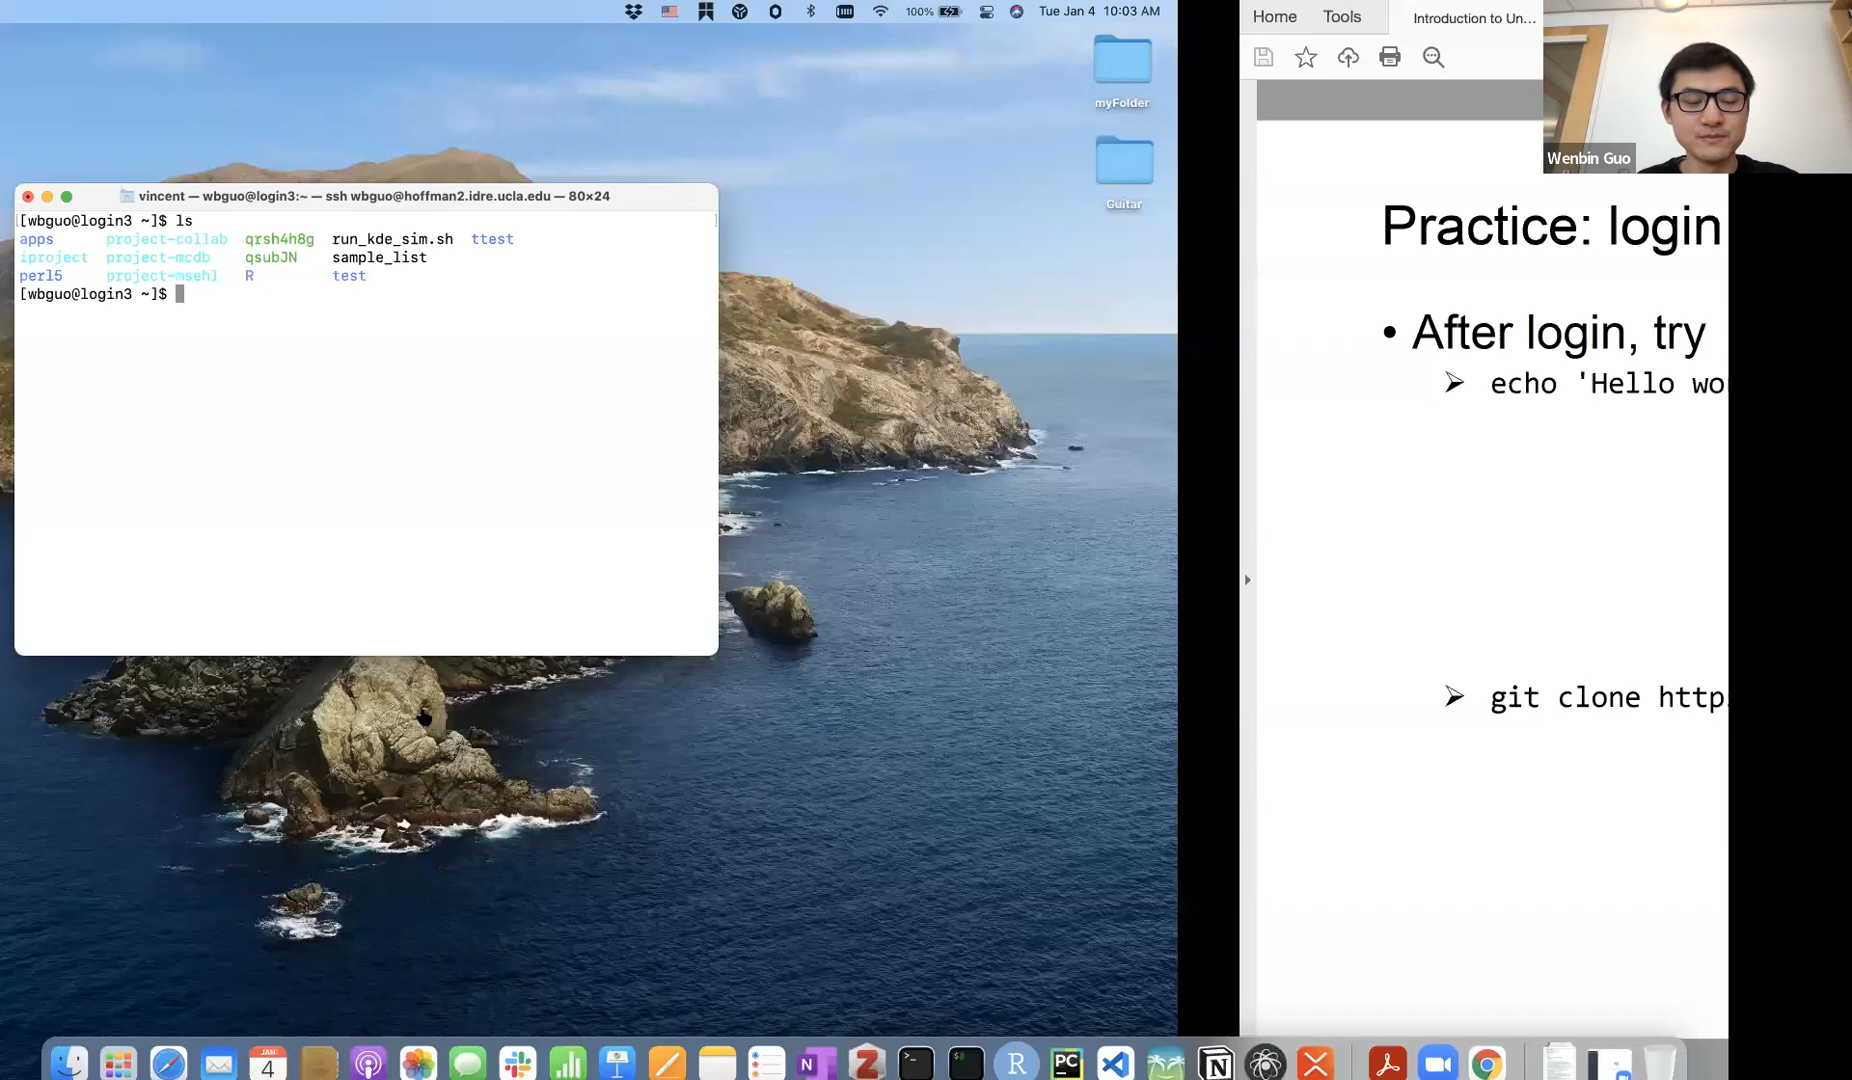 100%
Tue Jan 4 10:03 AM
myFolder
Guitar
vincent — wbguo@login3:~ — ssh wbguo@hoffman2.idre.ucla.edu — 80×24
[wbguo@login3 ~]$ ls
apps project-collab qrsh4h8g run_kde_sim.sh ttest
iproject project-mcdb qsubJN sample_list
perl5 project-msehl R test
[wbguo@login3 ~]$
Home Tools Introduction to Un...
Wenbin Guo
Practice: login
• After login, try
➢ echo 'Hello wo
➢ git clone http
JAN
4
N
Z
>_
$
R
PC
N